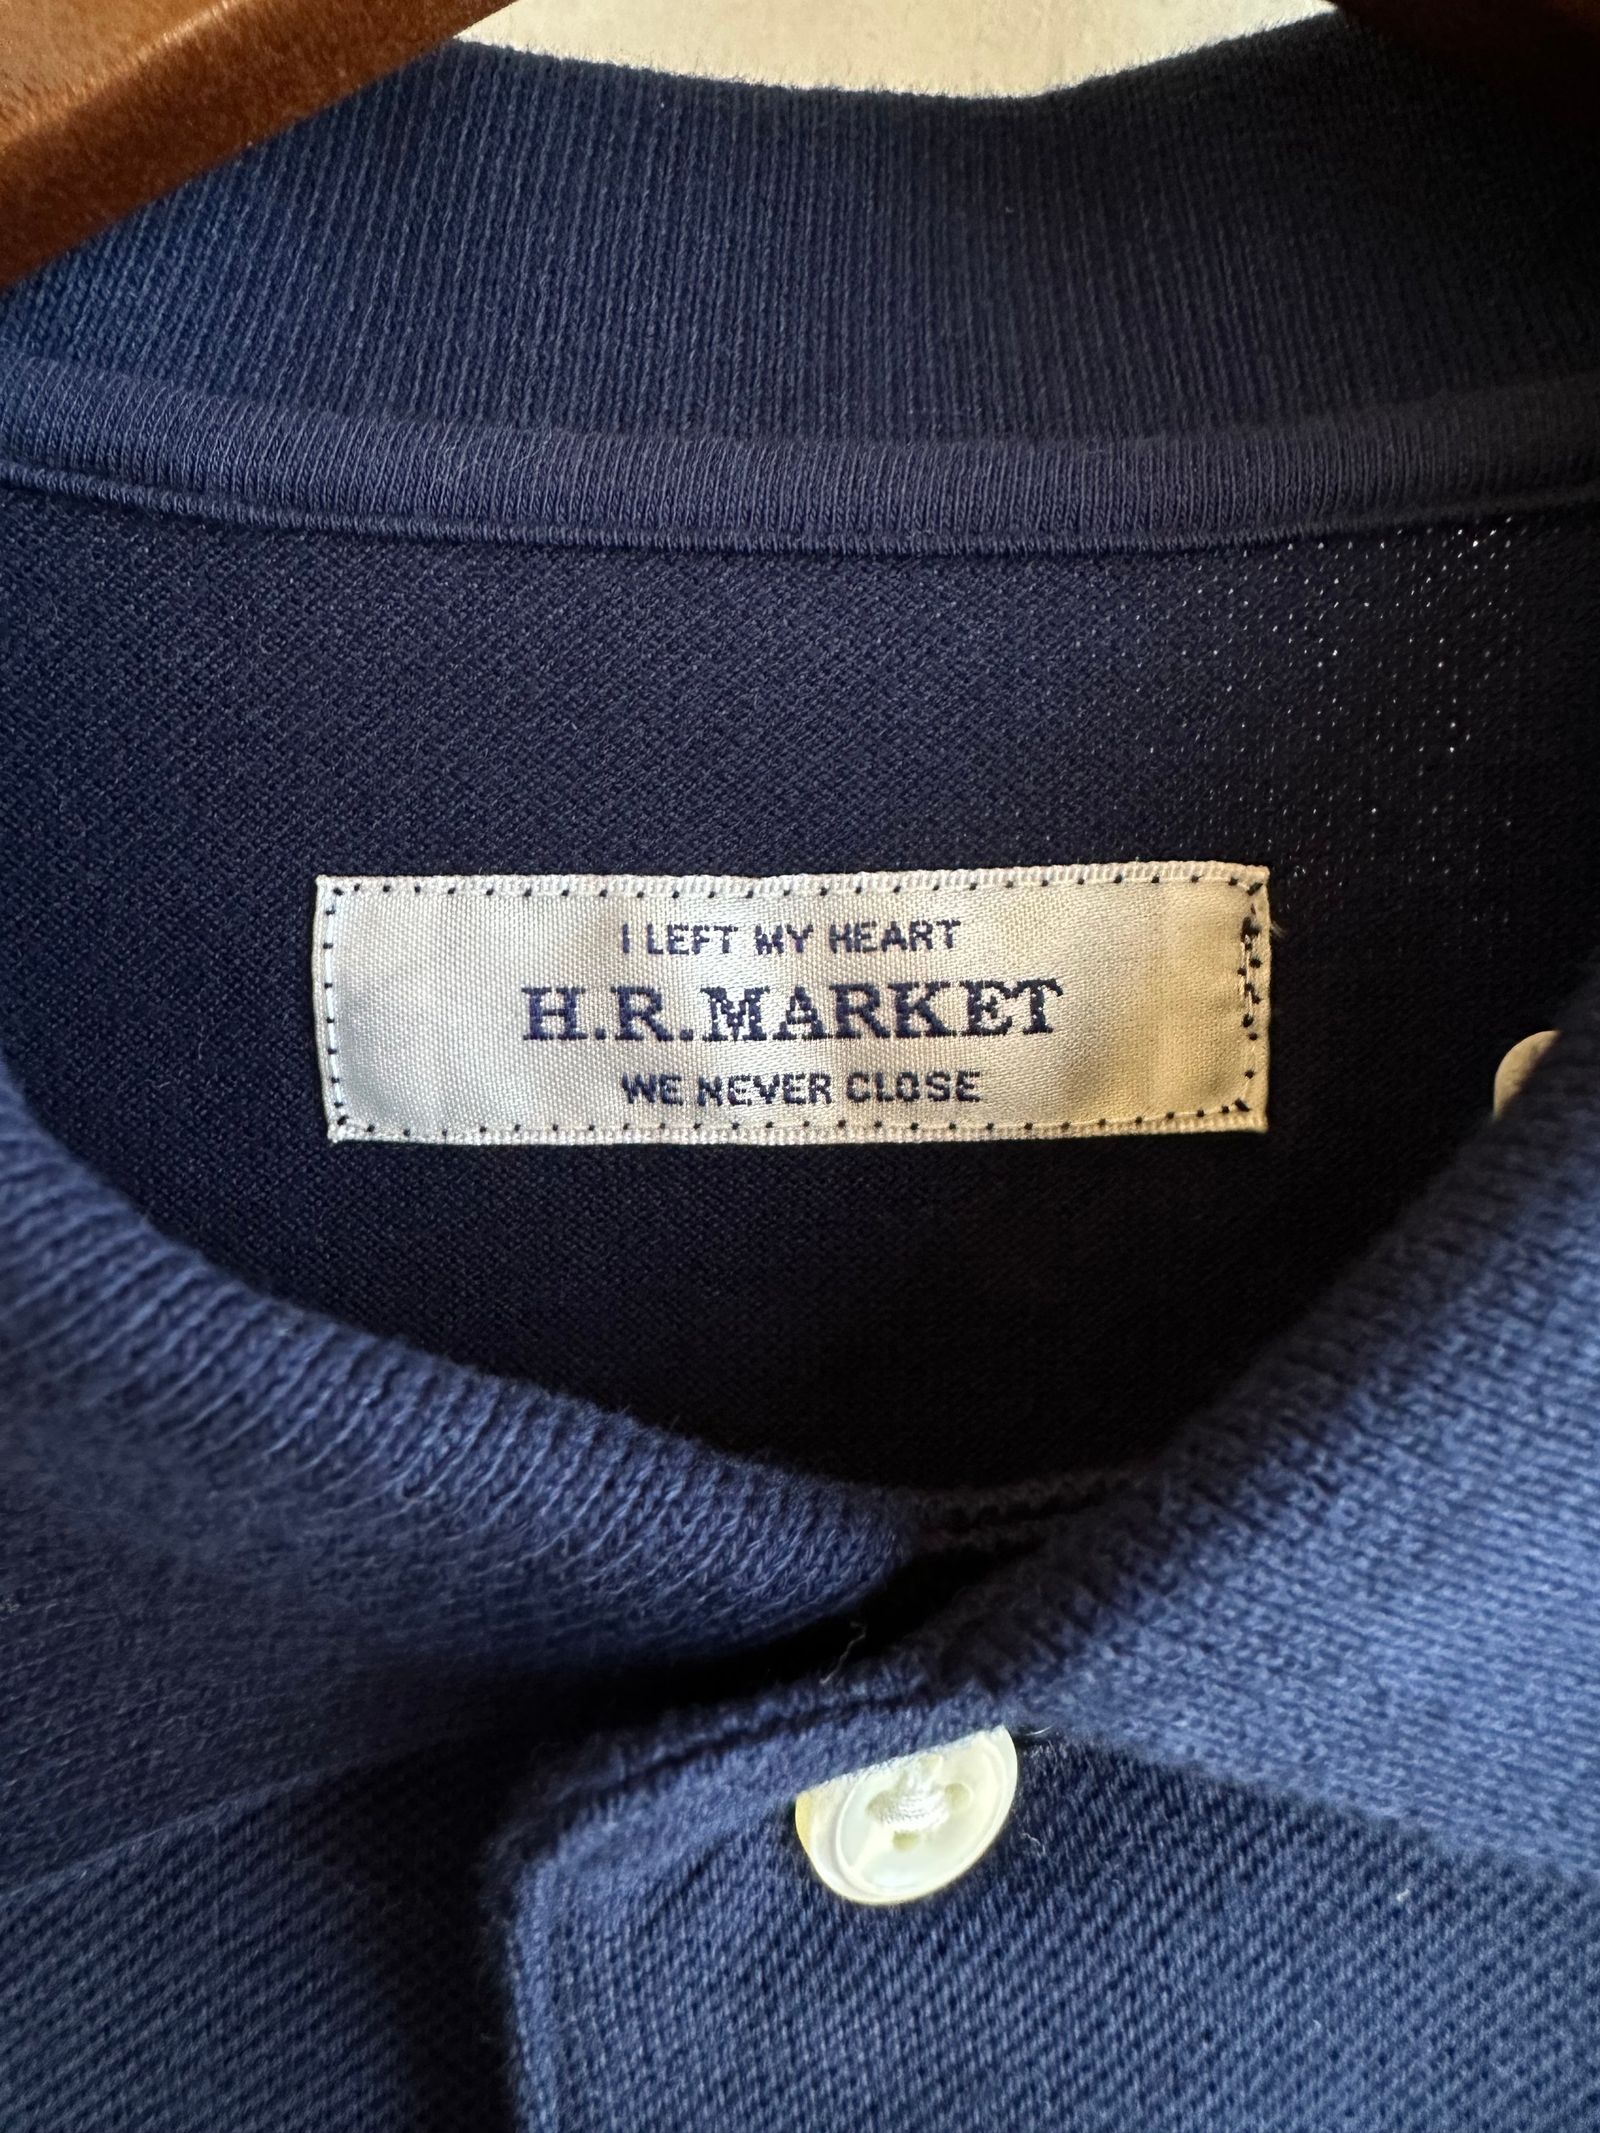 I LEFT MY HEART
H.R.MARKET
WE NEVER CLOSE